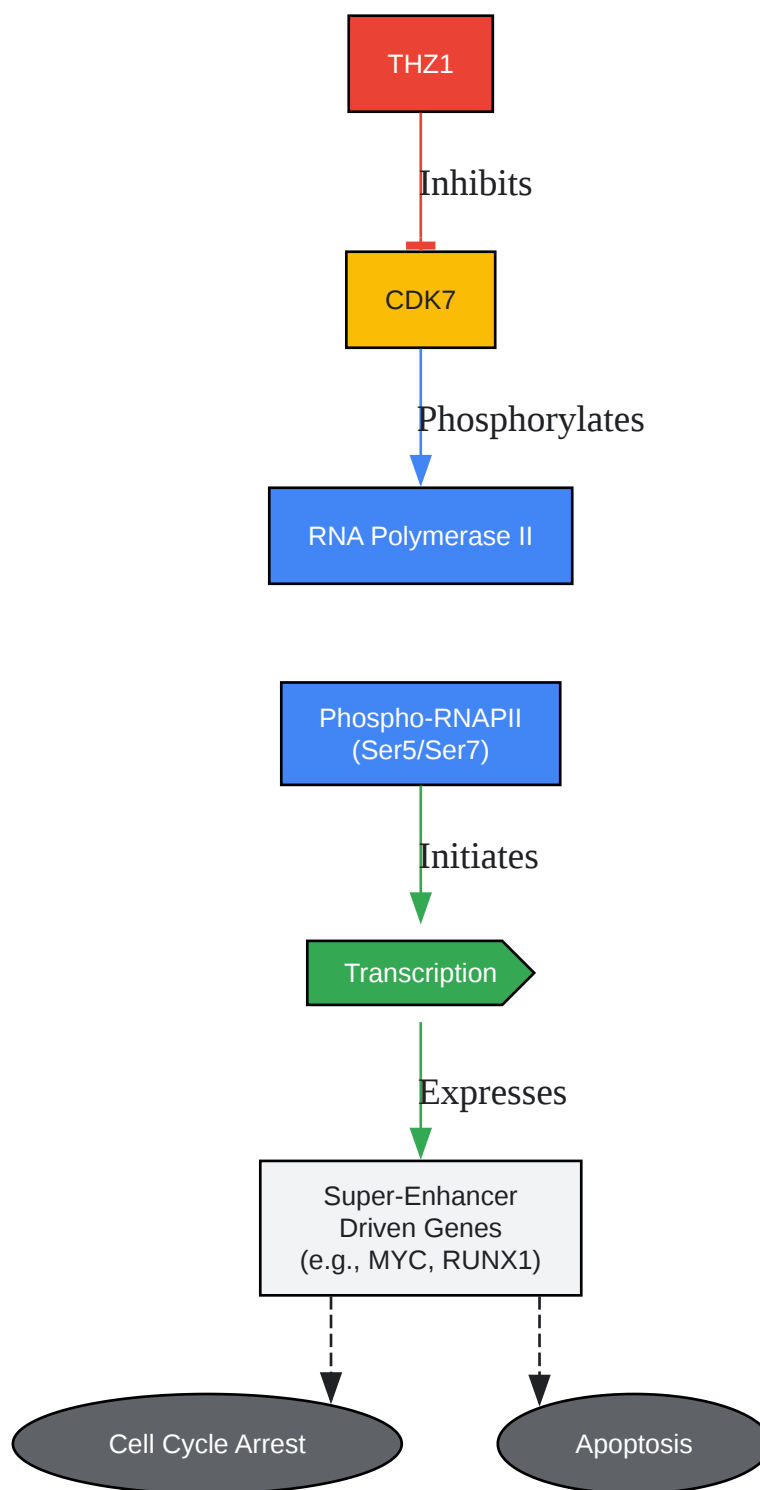 THZ1
Inhibits
CDK7
Phosphorylates
RNA Polymerase II
Phospho-RNAPII
(Ser5/Ser7)
Initiates
Transcription
Expresses
Super-Enhancer
Driven Genes
(e.g., MYC, RUNX1)
Cell Cycle Arrest
Apoptosis